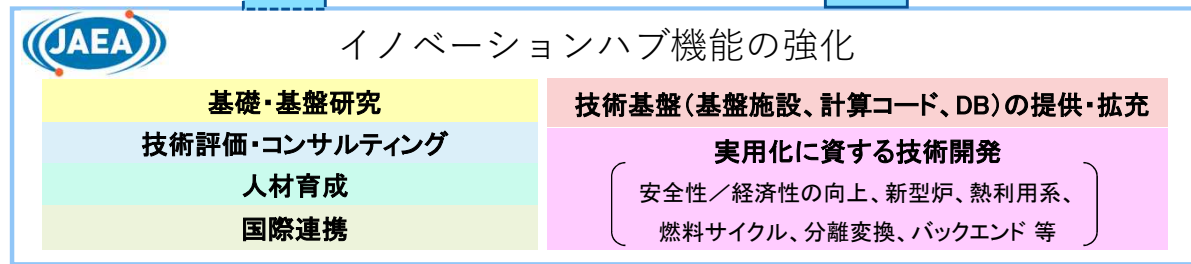 JAEA
イノベーションハブ機能の強化
基礎・基盤研究
技術評価・コンサルティング
人材育成
国際連携
技術基盤（基盤施設、計算コード、DB）の提供・拡充
実用化に資する技術開発
安全性／経済性の向上、新型炉、熱利用系、
燃料サイクル、分離変換、バックエンド 等